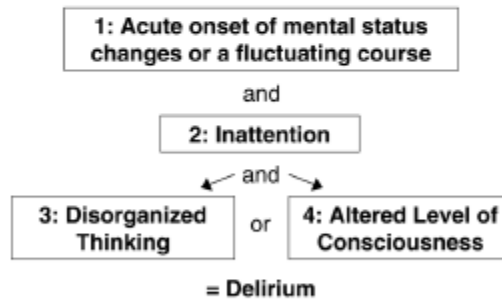 1: Acute onset of mental status
changes or a fluctuating course
and
2: Inattention
and
3: Disorganized
Thinking
or
4: Altered Level of
Consciousness
= Delirium